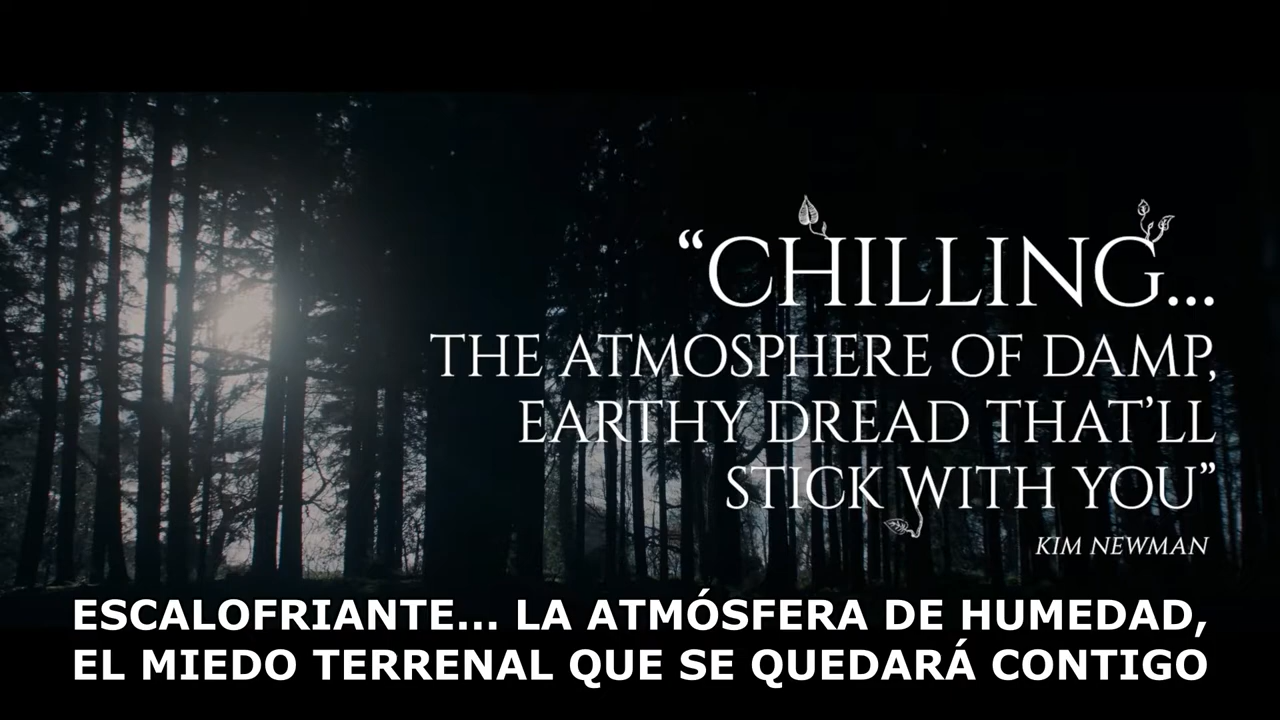 “CHILLING...
THE ATMOSPHERE OF DAMP,
EARTHY DREAD THAT’LL
STICK WITH YOU”
KIM NEWMAN
ESCALOFRIANTE... LA ATMÓSFERA DE HUMEDAD,
EL MIEDO TERRENAL QUE SE QUEDARÁ CONTIGO